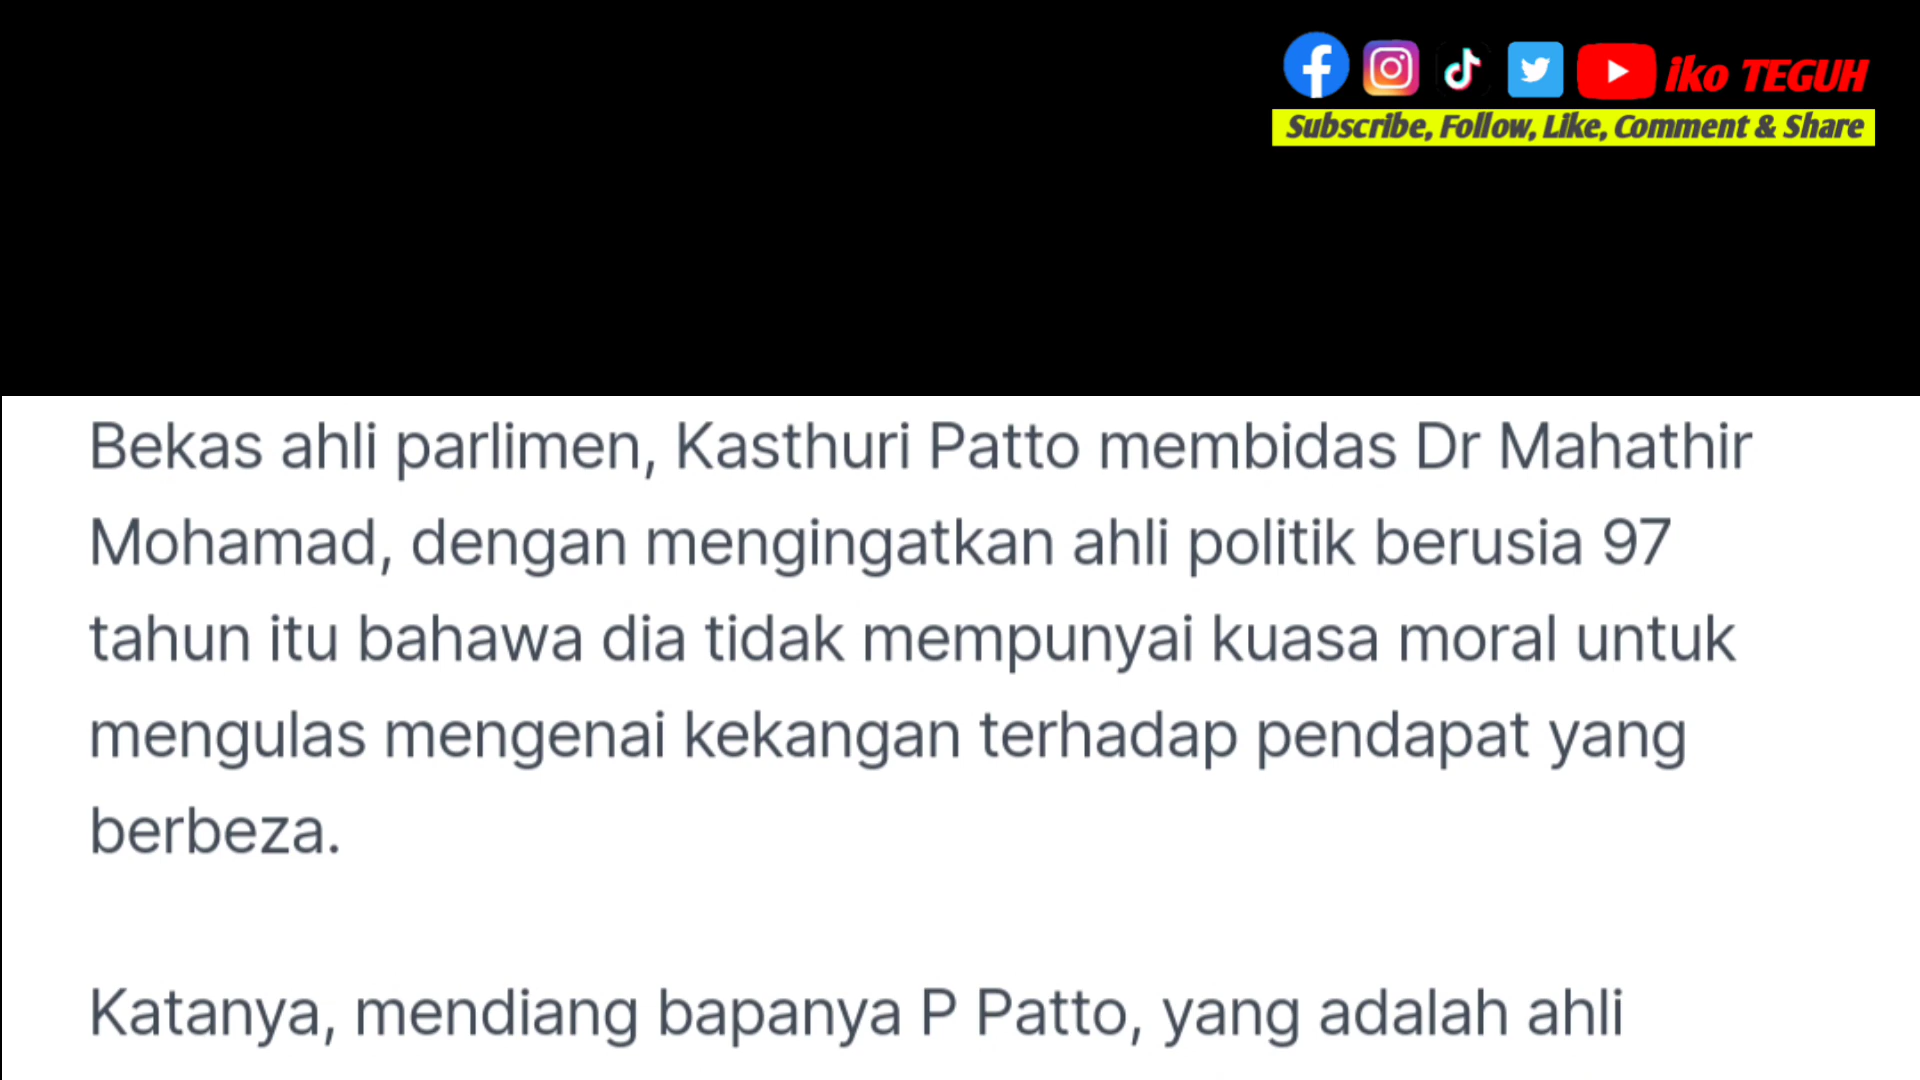 iko TEGUH
Subscribe, Follow, Like, Comment & Share
Bekas ahli parlimen, Kasthuri Patto membidas Dr Mahathir
Mohamad, dengan mengingatkan ahli politik berusia 97
tahun itu bahawa dia tidak mempunyai kuasa moral untuk
mengulas mengenai kekangan terhadap pendapat yang
berbeza.
Katanya, mendiang bapanya P Patto, yang adalah ahli